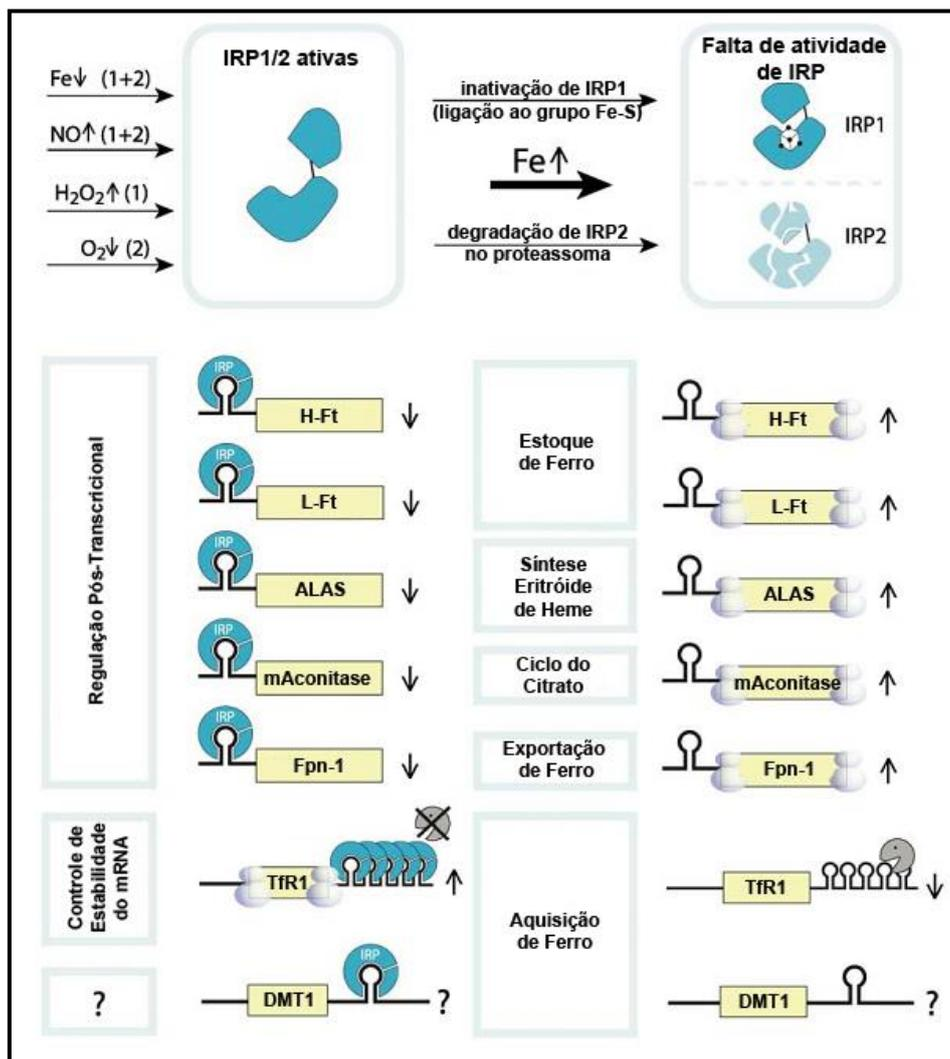 Fe↓ (1+2)
NO↑ (1+2)
H₂O₂↑ (1)
O₂↓ (2)
IRP1/2 ativas
inativação de IRP1
(ligação ao grupo Fe-S)
Fe↑
degradação de IRP2
no proteassoma
Falta de atividade
de IRP
IRP1
IRP2
Regulação Pós-Transcricional
IRP
H-Ft ↓
IRP
L-Ft ↓
IRP
ALAS ↓
IRP
mAconitase ↓
IRP
Fpn-1 ↓
Estoque
de Ferro
Síntese
Eritróide
de Heme
Ciclo do
Citrato
Exportação
de Ferro
H-Ft ↑
L-Ft ↑
ALAS ↑
mAconitase ↑
Fpn-1 ↑
Controle de
Estabilidade
do mRNA
TfR1 ↑
Aquisição
de Ferro
TfR1 ↓
?
IRP
DMT1 ?
DMT1 ?